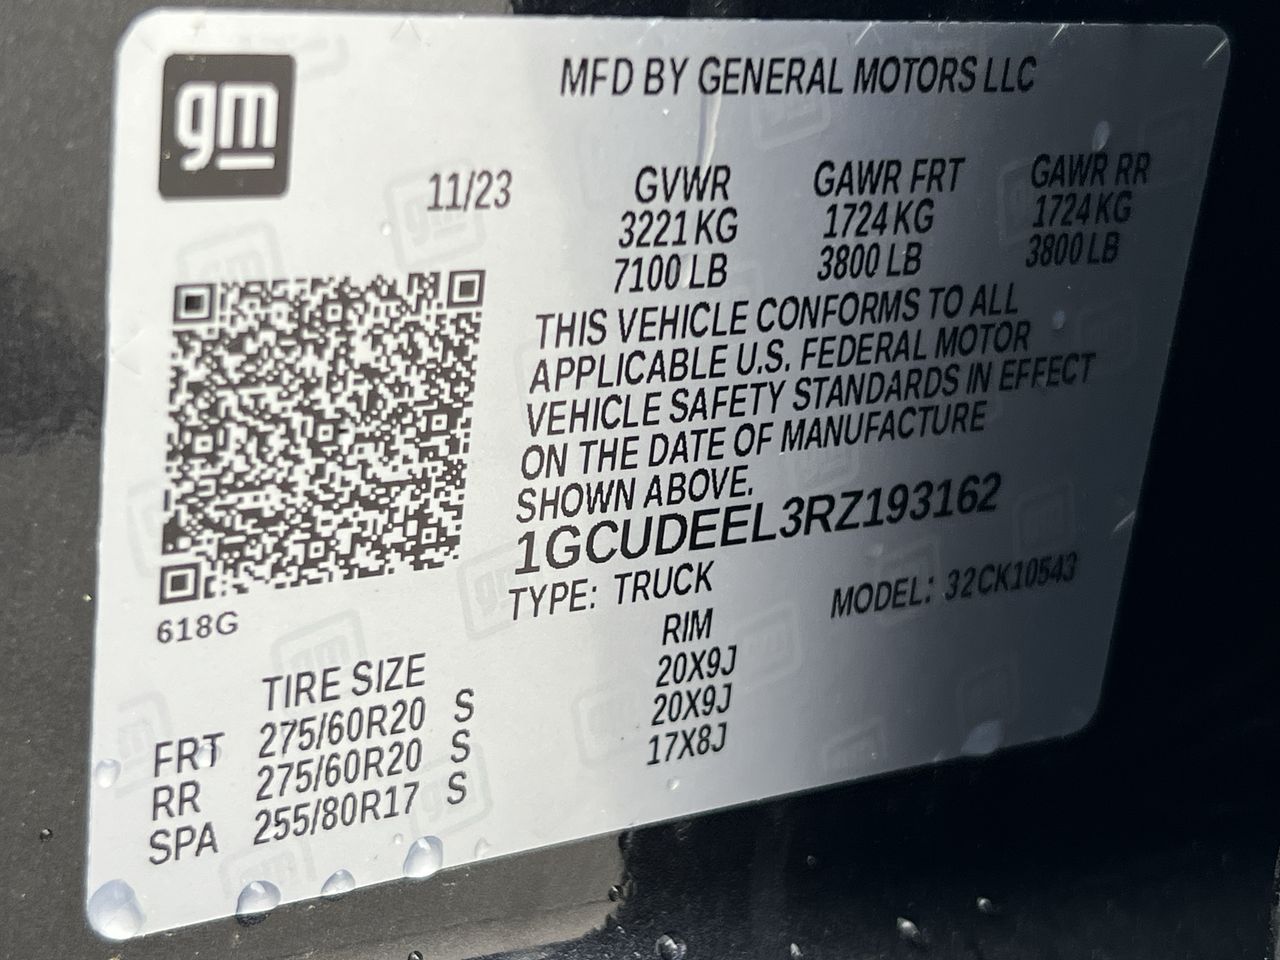 gm
MFD BY GENERAL MOTORS LLC
11/23
GVWR GAWR FRT GAWR RR
3221 KG 1724 KG 1724 KG
7100 LB 3800 LB 3800 LB
THIS VEHICLE CONFORMS TO ALL
APPLICABLE U.S. FEDERAL MOTOR
VEHICLE SAFETY STANDARDS IN EFFECT
ON THE DATE OF MANUFACTURE
SHOWN ABOVE.
1GCUDEEL3RZ193162
TYPE: TRUCK MODEL: 32CK10543
618G
TIRE SIZE RIM
FRT 275/60R20 S 20X9J
RR 275/60R20 S 20X9J
SPA 255/80R17 S 17X8J